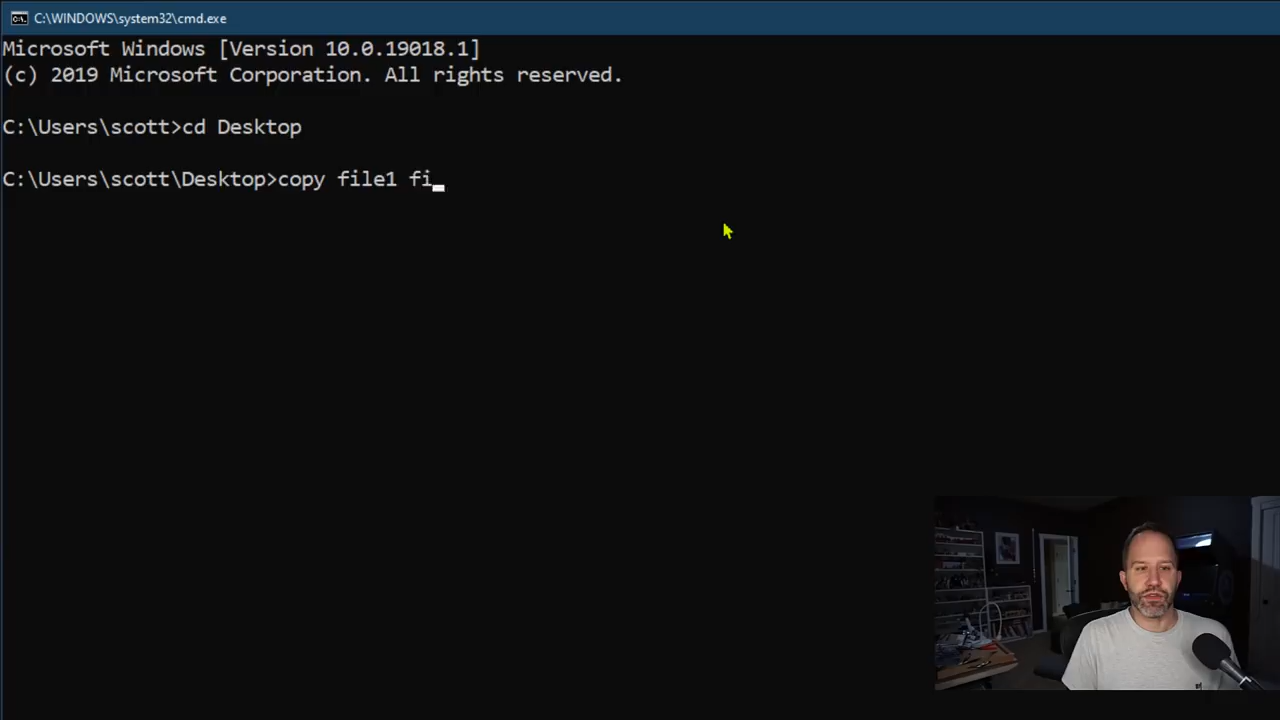 C:\WINDOWS\system32\cmd.exe
Microsoft Windows [Version 10.0.19018.1]
(c) 2019 Microsoft Corporation. All rights reserved.
C:\Users\scott>cd Desktop
C:\Users\scott\Desktop>copy file1 fi